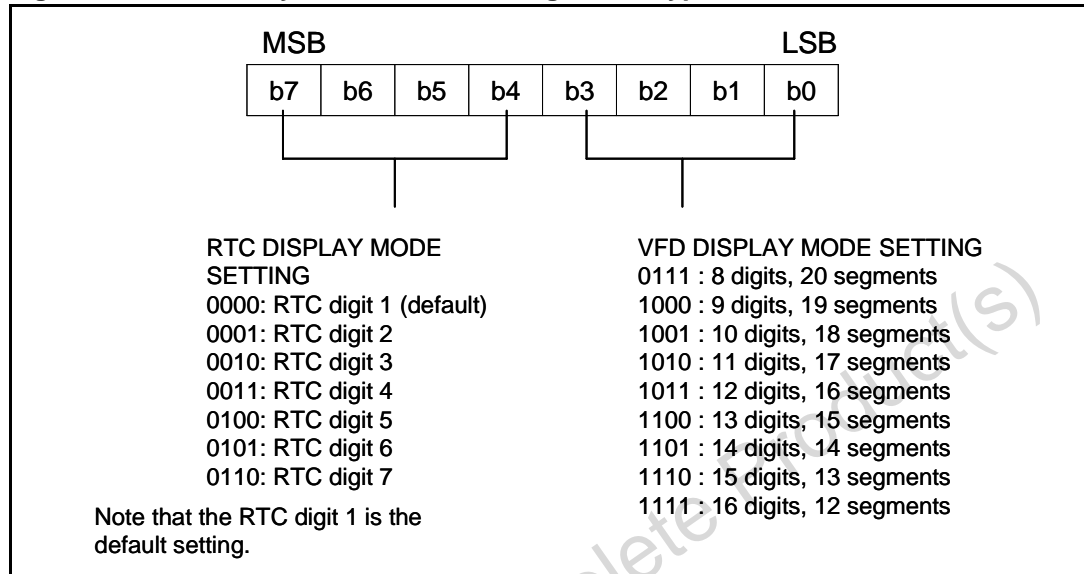 MSB LSB
b7 b6 b5 b4 b3 b2 b1 b0
RTC DISPLAY MODE
SETTING
0000: RTC digit 1 (default)
0001: RTC digit 2
0010: RTC digit 3
0011: RTC digit 4
0100: RTC digit 5
0101: RTC digit 6
0110: RTC digit 7
Note that the RTC digit 1 is the
default setting.
VFD DISPLAY MODE SETTING
0111 : 8 digits, 20 segments
1000 : 9 digits, 19 segments
1001 : 10 digits, 18 segments
1010 : 11 digits, 17 segments
1011 : 12 digits, 16 segments
1100 : 13 digits, 15 segments
1101 : 14 digits, 14 segments
1110 : 15 digits, 13 segments
1111 : 16 digits, 12 segments
Product(s)